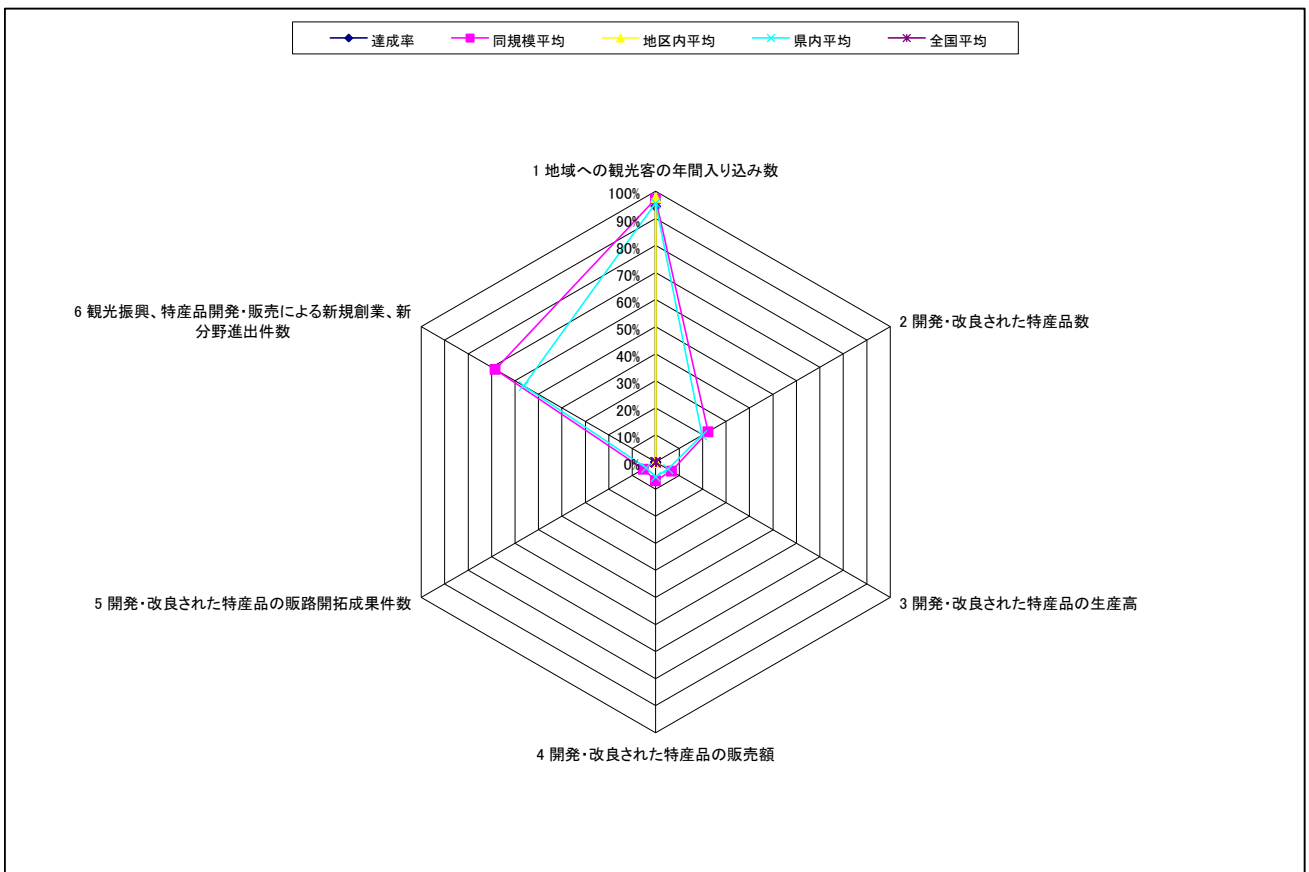 達成率 同規模平均 地区内平均 県内平均 全国平均
1 地域への観光客の年間入り込み数
100%
90%
80%
70%
60%
50%
40%
30%
20%
10%
0%
2 開発・改良された特産品数
3 開発・改良された特産品の生産高
4 開発・改良された特産品の販売額
5 開発・改良された特産品の販路開拓成果件数
6 観光振興、特産品開発・販売による新規創業、新
分野進出件数